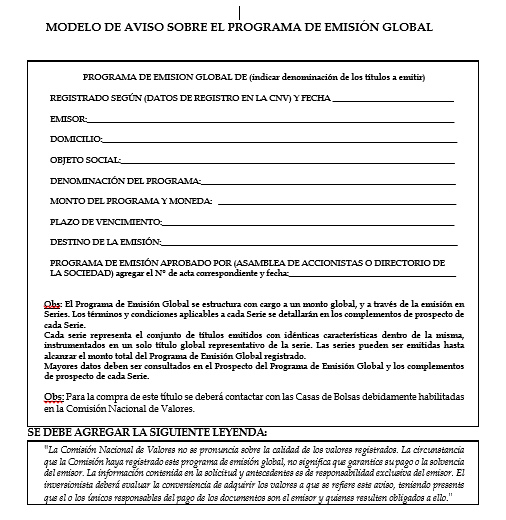 MODELO DE AVISO SOBRE EL PROGRAMA DE EMISIÓN GLOBAL
PROGRAMA DE EMISION GLOBAL DE (indicar denominación de los títulos a emitir)
REGISTRADO SEGÚN (DATOS DE REGISTRO EN LA CNV) Y FECHA ____________________
EMISOR:____________________
DOMICILIO:____________________
OBJETO SOCIAL:____________________
DENOMINACIÓN DEL PROGRAMA:____________________
MONTO DEL PROGRAMA Y MONEDA: ____________________
PLAZO DE VENCIMIENTO:____________________
DESTINO DE LA EMISIÓN:____________________
PROGRAMA DE EMISIÓN APROBADO POR (ASAMBLEA DE ACCIONISTAS O DIRECTORIO DE
LA SOCIEDAD) agregar el Nº de acta correspondiente y fecha:____________________
Obs: El Programa de Emisión Global se estructura con cargo a un monto global, y a través de la emisión en
Series. Los términos y condiciones aplicables a cada Serie se detallarán en los complementos de prospecto de
cada Serie.
Cada serie representa el conjunto de títulos emitidos con idénticas características dentro de la misma,
instrumentados en un solo título global representativo de la serie. Las series pueden ser emitidas hasta
alcanzar el monto total del Programa de Emisión Global registrado.
Mayores datos deben ser consultados en el Prospecto del Programa de Emisión Global y los complementos
de prospecto de cada Serie.
Obs: Para la compra de este título se deberá contactar con las Casas de Bolsas debidamente habilitadas
en la Comisión Nacional de Valores.
SE DEBE AGREGAR LA SIGUIENTE LEYENDA:
"La Comisión Nacional de Valores no se pronuncia sobre la calidad de los valores registrados. La circunstancia
que la Comisión haya registrado este programa de emisión global, no significa que garantice su pago o la solvencia
del emisor. La información contenida en la solicitud y antecedentes es de responsabilidad exclusiva del emisor. El
inversionista deberá evaluar la conveniencia de adquirir los valores a que se refiere este aviso, teniendo presente
que el o los únicos responsables del pago de los documentos son el emisor y quienes resulten obligados a ello."